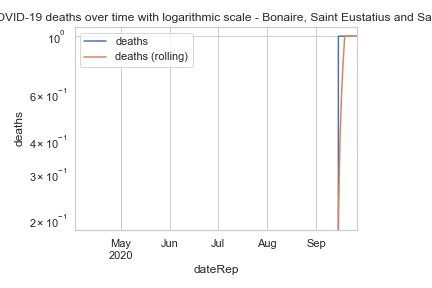 OVID-19 deaths over time with logarithmic scale - Bonaire, Saint Eustatius and Sa
deaths
deaths (rolling)
10⁰
6 × 10⁻¹
4 × 10⁻¹
3 × 10⁻¹
2 × 10⁻¹
deaths
May
2020
Jun
Jul
Aug
Sep
dateRep